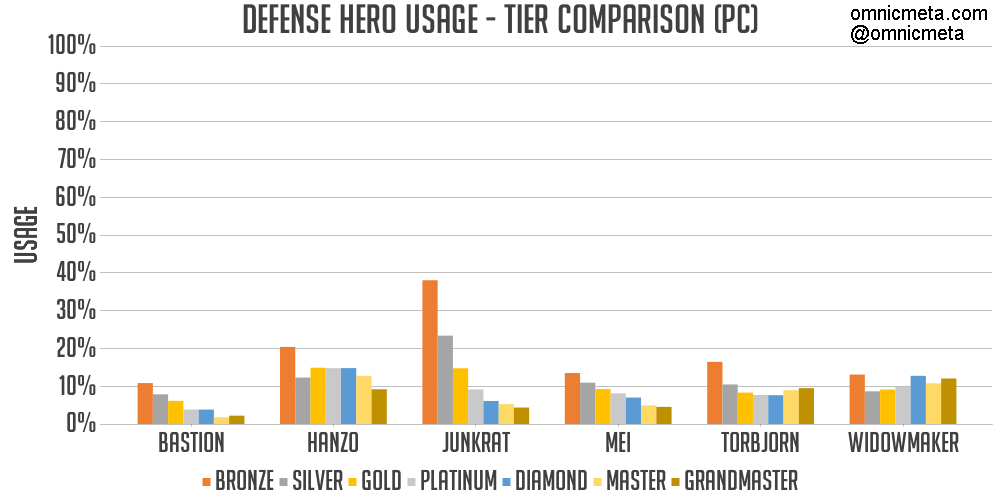 DEFENSE HERO USAGE - TIER COMPARISON (PC)
omnicmeta.com
@omnicmeta
100%
90%
80%
70%
60%
50%
40%
30%
20%
10%
0%
USAGE
BASTION HANZO JUNKRAT MEI TORBJORN WIDOWMAKER
BRONZE SILVER GOLD PLATINUM DIAMOND MASTER GRANDMASTER